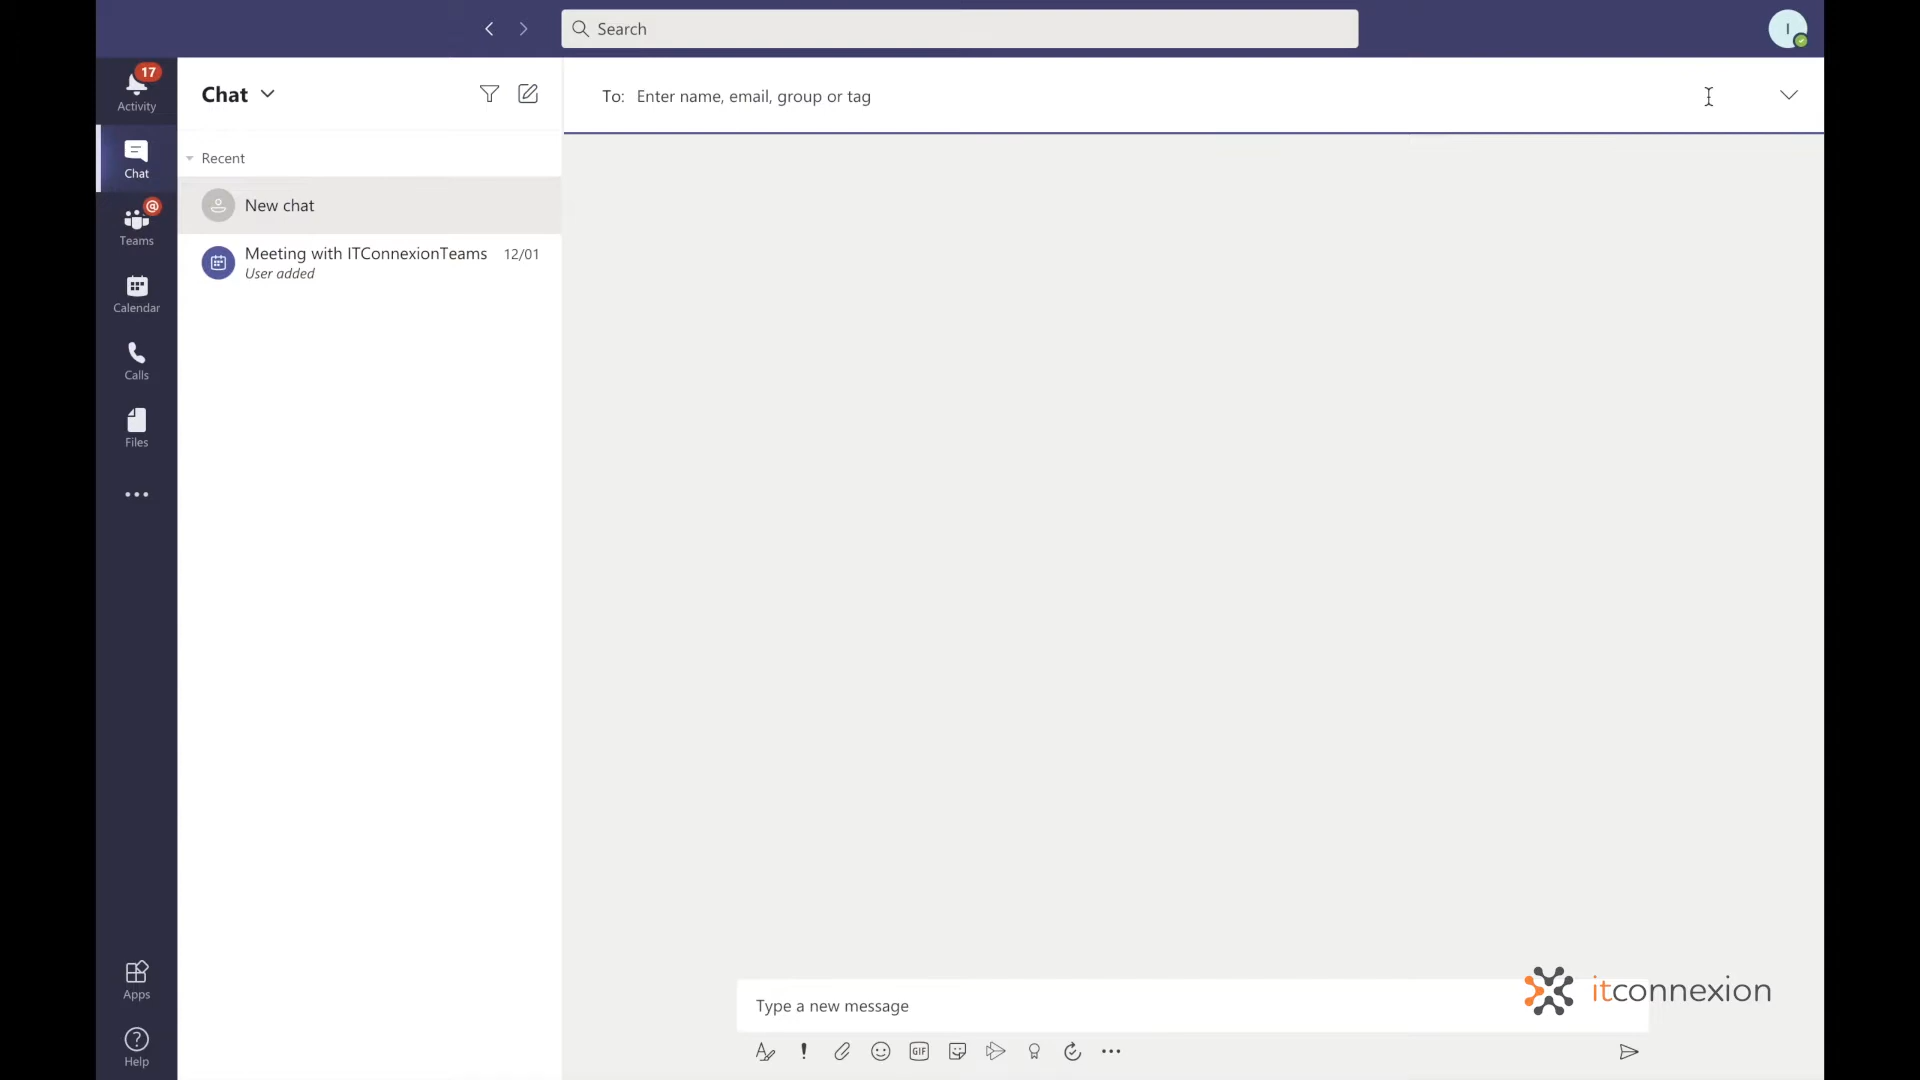 Search
I
17
Activity
Chat
Teams
Calendar
Calls
Files
Apps
Help
Chat
Recent
New chat
Meeting with ITConnexionTeams 12/01
User added
To: Enter name, email, group or tag
Type a new message
GIF
itconnexion